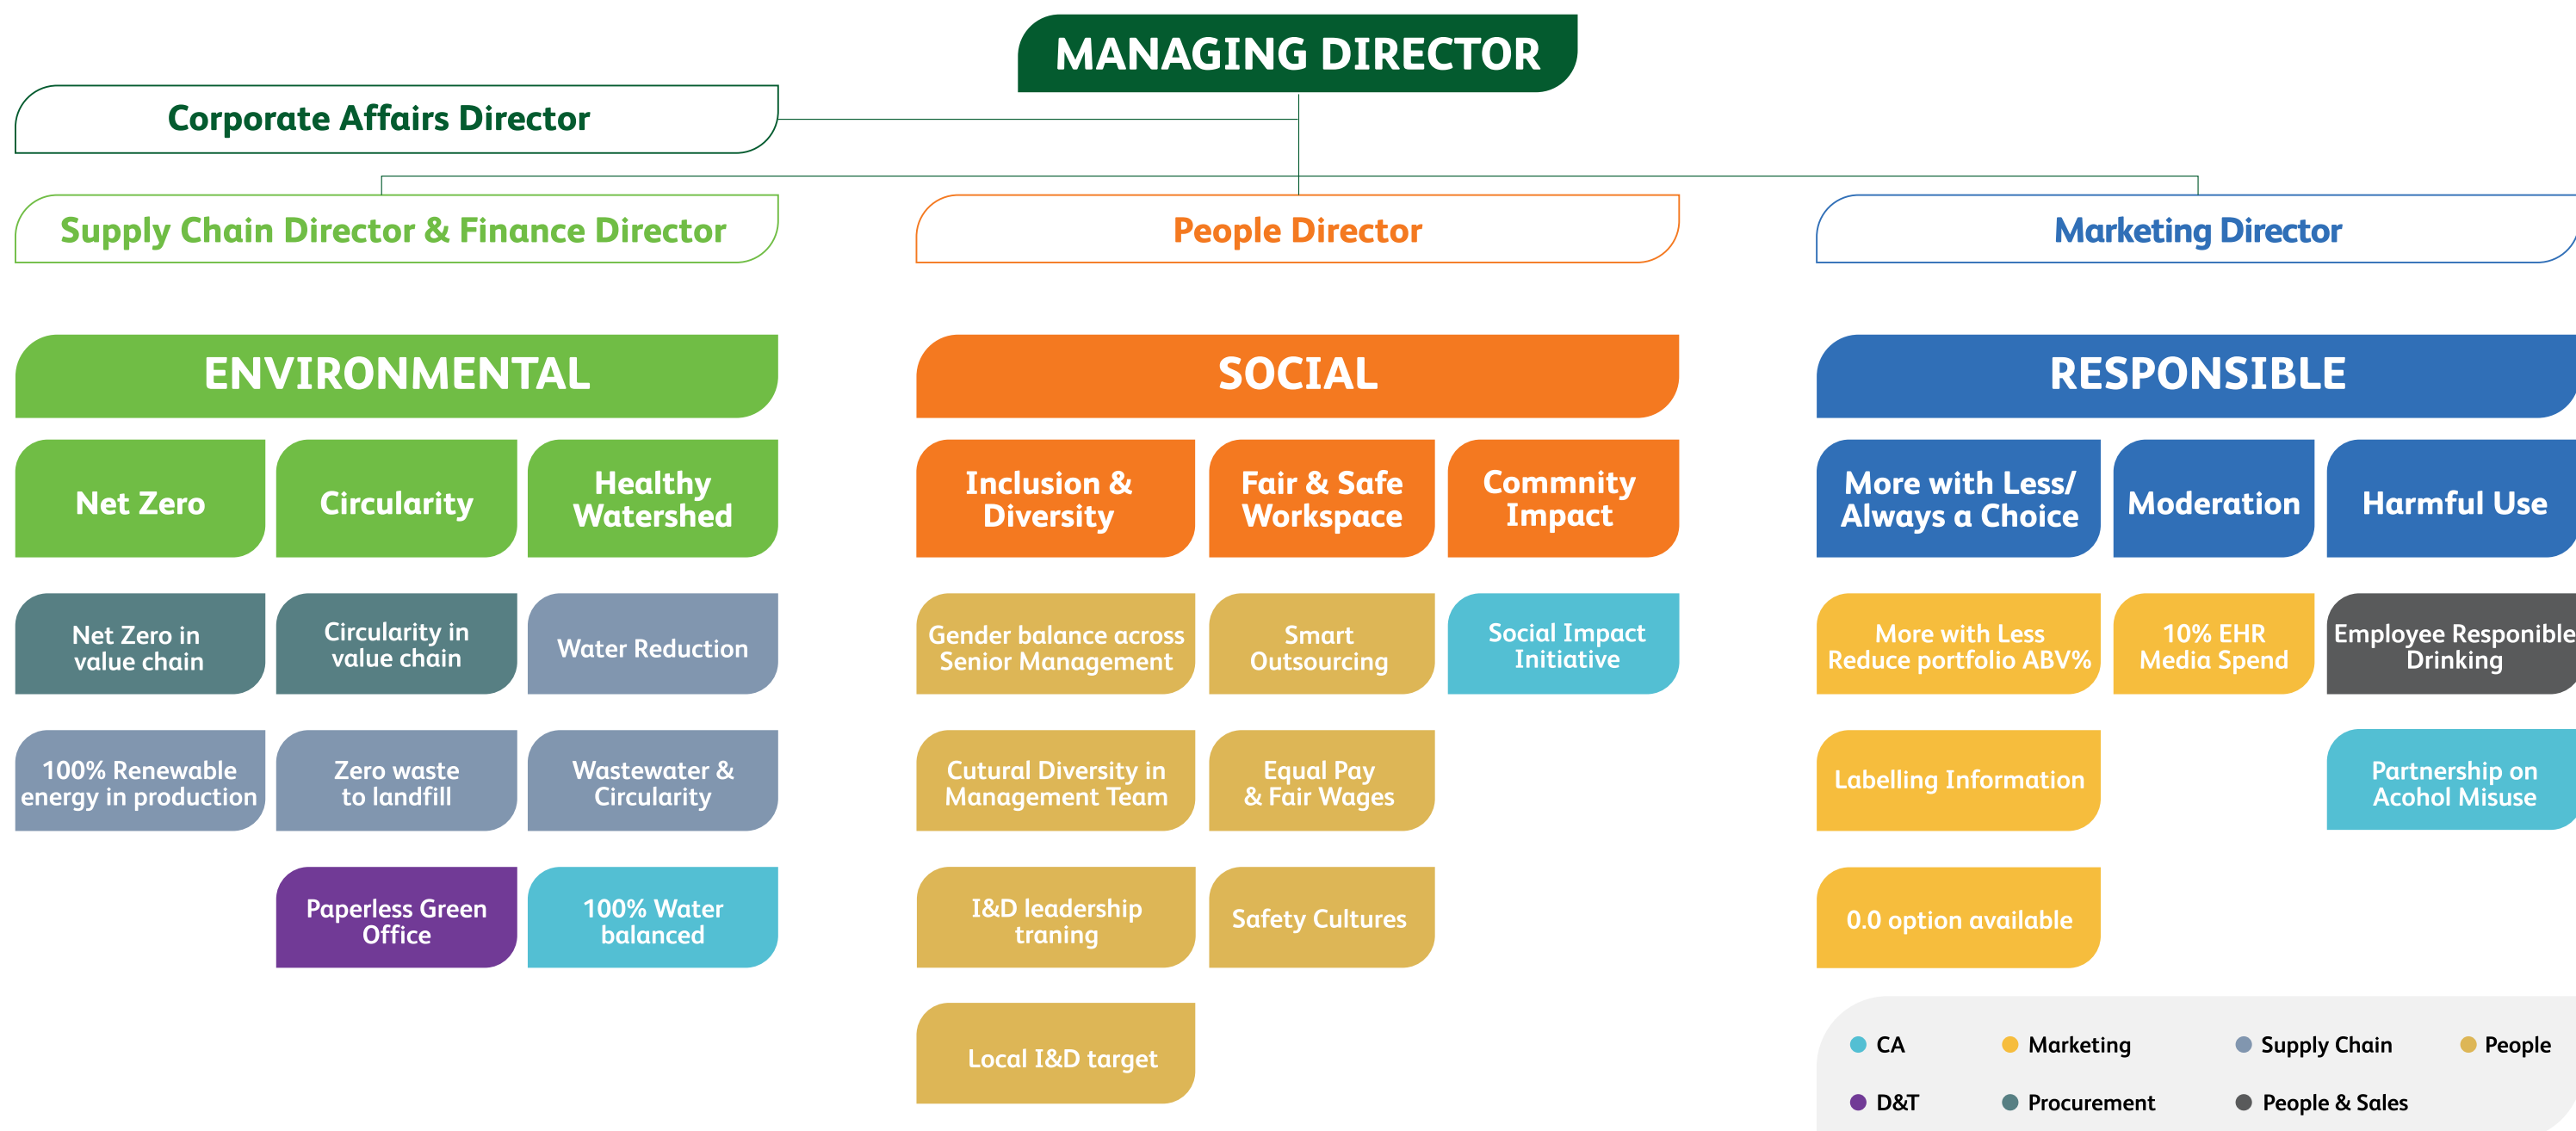 MANAGING DIRECTOR
Corporate Affairs Director
Supply Chain Director & Finance Director
People Director
Marketing Director
ENVIRONMENTAL
Net Zero
Circularity
Healthy
Watershed
Net Zero in
value chain
Circularity in
value chain
Water Reduction
100% Renewable
energy in production
Zero waste
to landfill
Wastewater &
Circularity
Paperless Green
Office
100% Water
balanced
SOCIAL
Inclusion &
Diversity
Fair & Safe
Workspace
Commnity
Impact
Gender balance across
Senior Management
Smart
Outsourcing
Social Impact
Initiative
Cutural Diversity in
Management Team
Equal Pay
& Fair Wages
I&D leadership
traning
Safety Cultures
Local I&D target
RESPONSIBLE
More with Less/
Always a Choice
Moderation
Harmful Use
More with Less
Reduce portfolio ABV%
10% EHR
Media Spend
Employee Responible
Drinking
Labelling Information
Partnership on
Acohol Misuse
0.0 option available
CA
Marketing
Supply Chain
People
D&T
Procurement
People & Sales